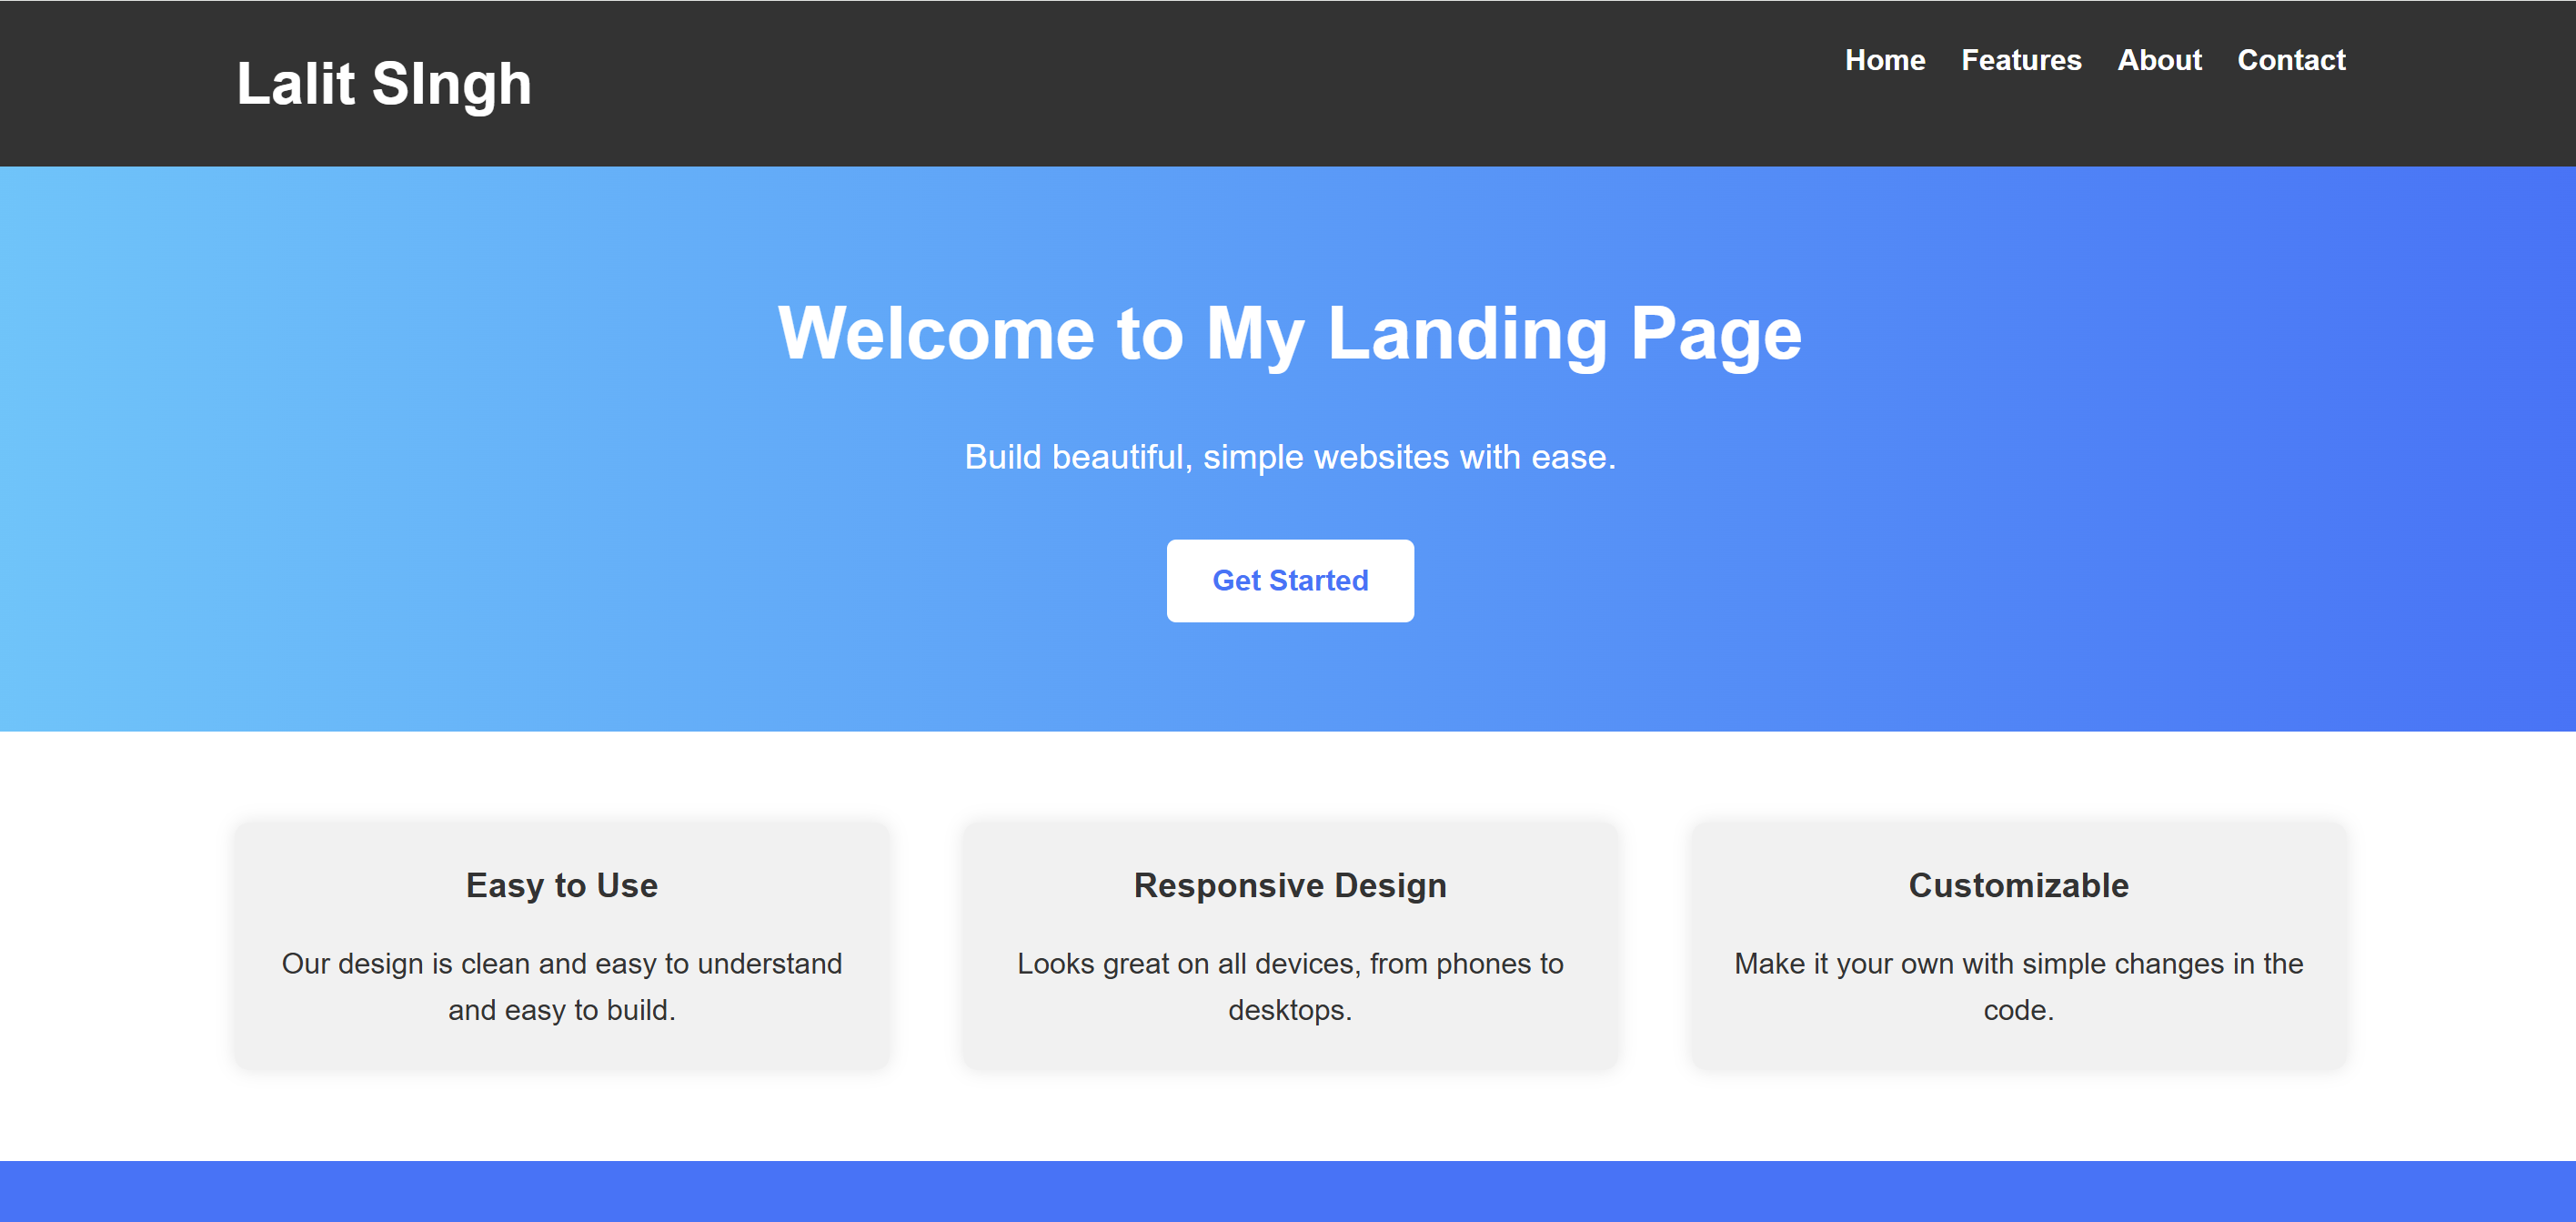 Lalit SIngh
Home Features About Contact
Welcome to My Landing Page
Build beautiful, simple websites with ease.
Get Started
Easy to Use
Our design is clean and easy to understand
and easy to build.
Responsive Design
Looks great on all devices, from phones to
desktops.
Customizable
Make it your own with simple changes in the
code.